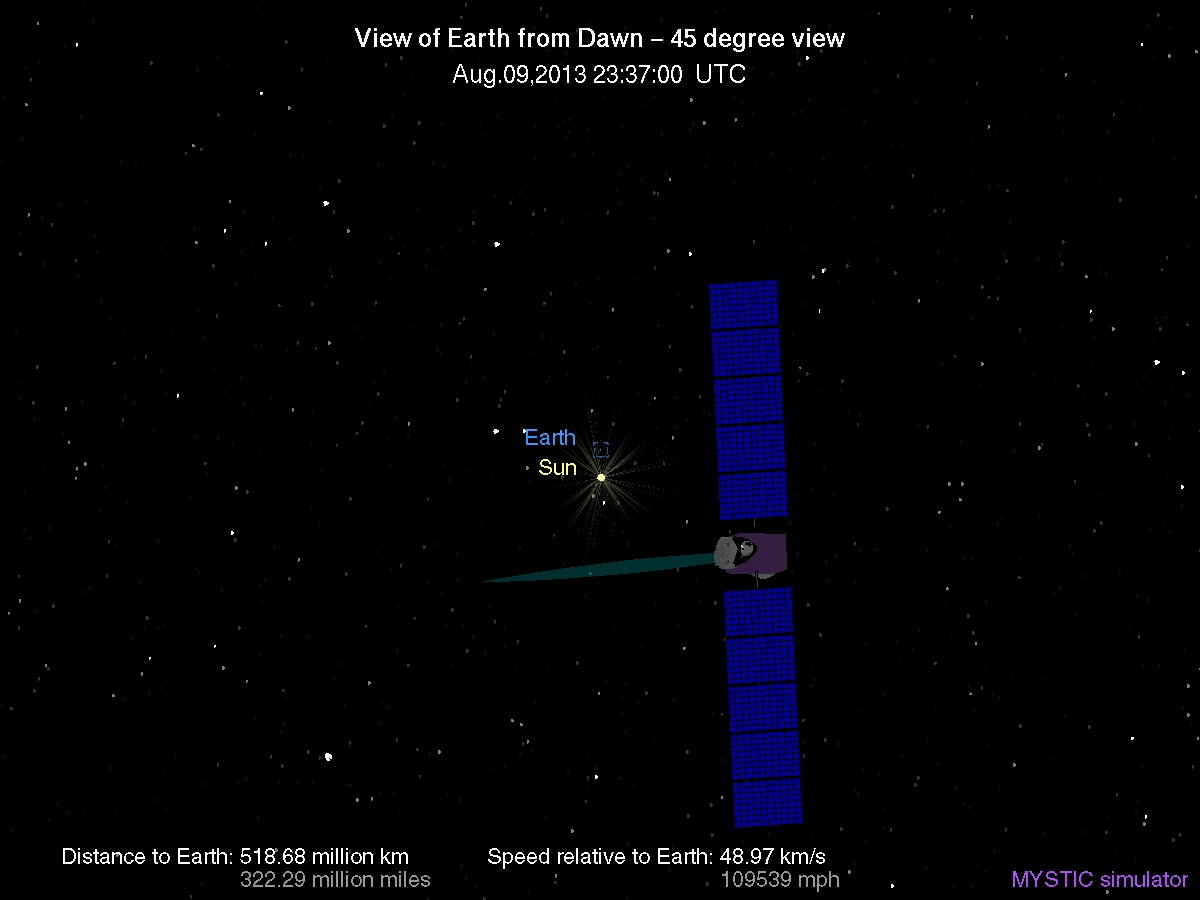 View of Earth from Dawn – 45 degree view
Aug.09,2013 23:37:00 UTC
Earth
Sun
Distance to Earth: 518.68 million km
322.29 million miles
Speed relative to Earth: 48.97 km/s
109539 mph
MYSTIC simulator